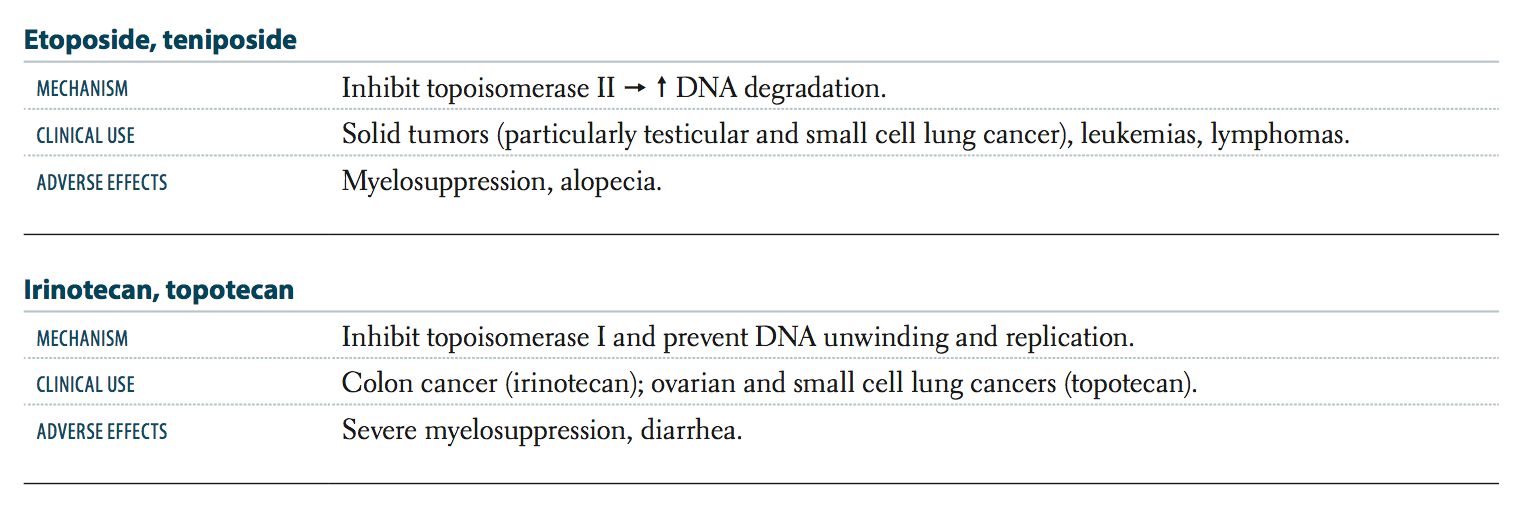 Etoposide, teniposide
MECHANISM Inhibit topoisomerase II → ↑ DNA degradation.
CLINICAL USE Solid tumors (particularly testicular and small cell lung cancer), leukemias, lymphomas.
ADVERSE EFFECTS Myelosuppression, alopecia.
Irinotecan, topotecan
MECHANISM Inhibit topoisomerase I and prevent DNA unwinding and replication.
CLINICAL USE Colon cancer (irinotecan); ovarian and small cell lung cancers (topotecan).
ADVERSE EFFECTS Severe myelosuppression, diarrhea.